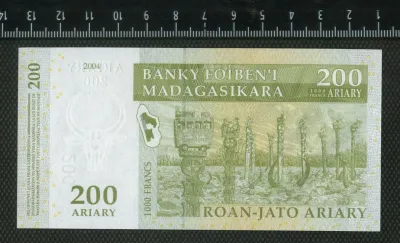 14 13 12 11 10 9 8 7 6 5 4 3 2 1
2004
BANKY FOIBEN'I
MADAGASIKARA
200
1000 FRANCS
ARIARY
200
200
ARIARY
1000 FRANCS
ROAN-JATO ARIARY